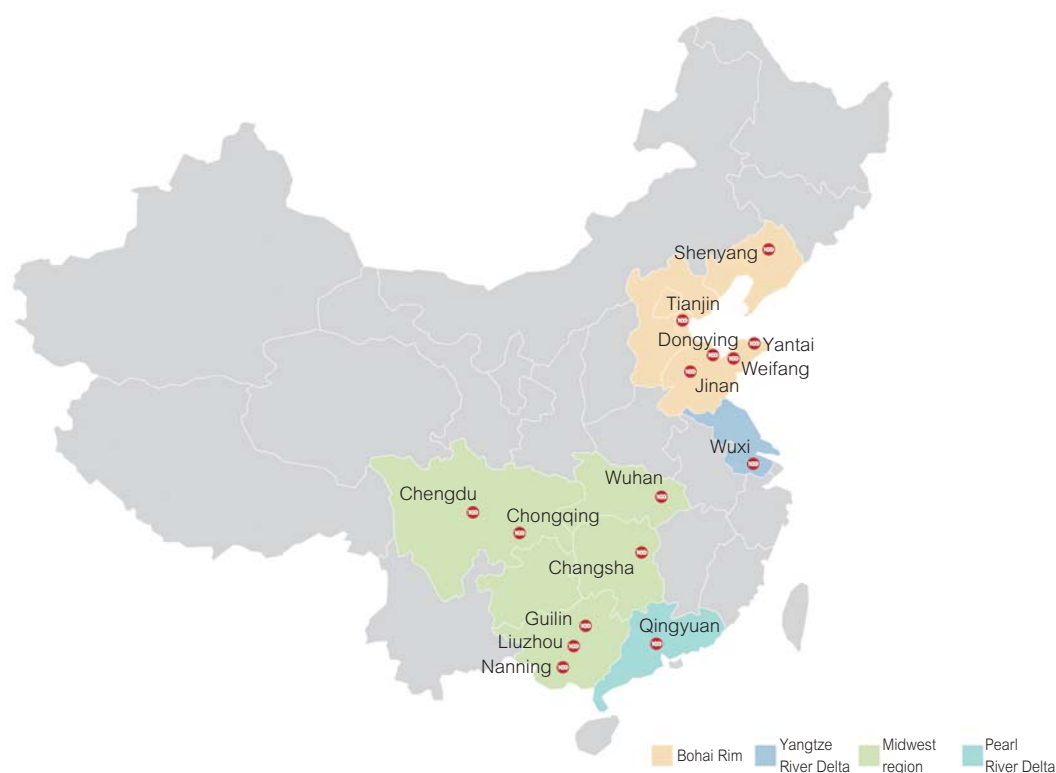 Shenyang
Tianjin
Dongying
Yantai
Weifang
Jinan
Wuxi
Wuhan
Chengdu
Chongqing
Changsha
Guilin
Qingyuan
Liuzhou
Nanning
Bohai Rim
Yangtze
River Delta
Midwest
region
Pearl
River Delta